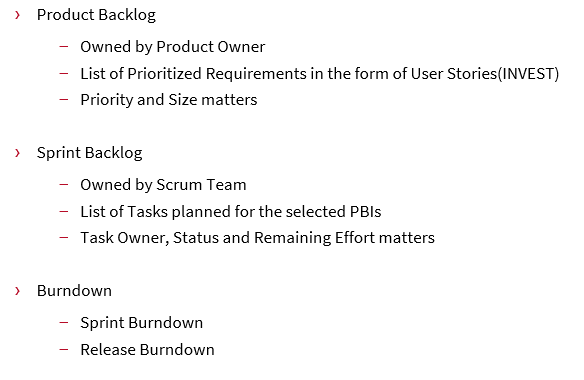 › Product Backlog
– Owned by Product Owner
– List of Prioritized Requirements in the form of User Stories(INVEST)
– Priority and Size matters
› Sprint Backlog
– Owned by Scrum Team
– List of Tasks planned for the selected PBIs
– Task Owner, Status and Remaining Effort matters
› Burndown
– Sprint Burndown
– Release Burndown